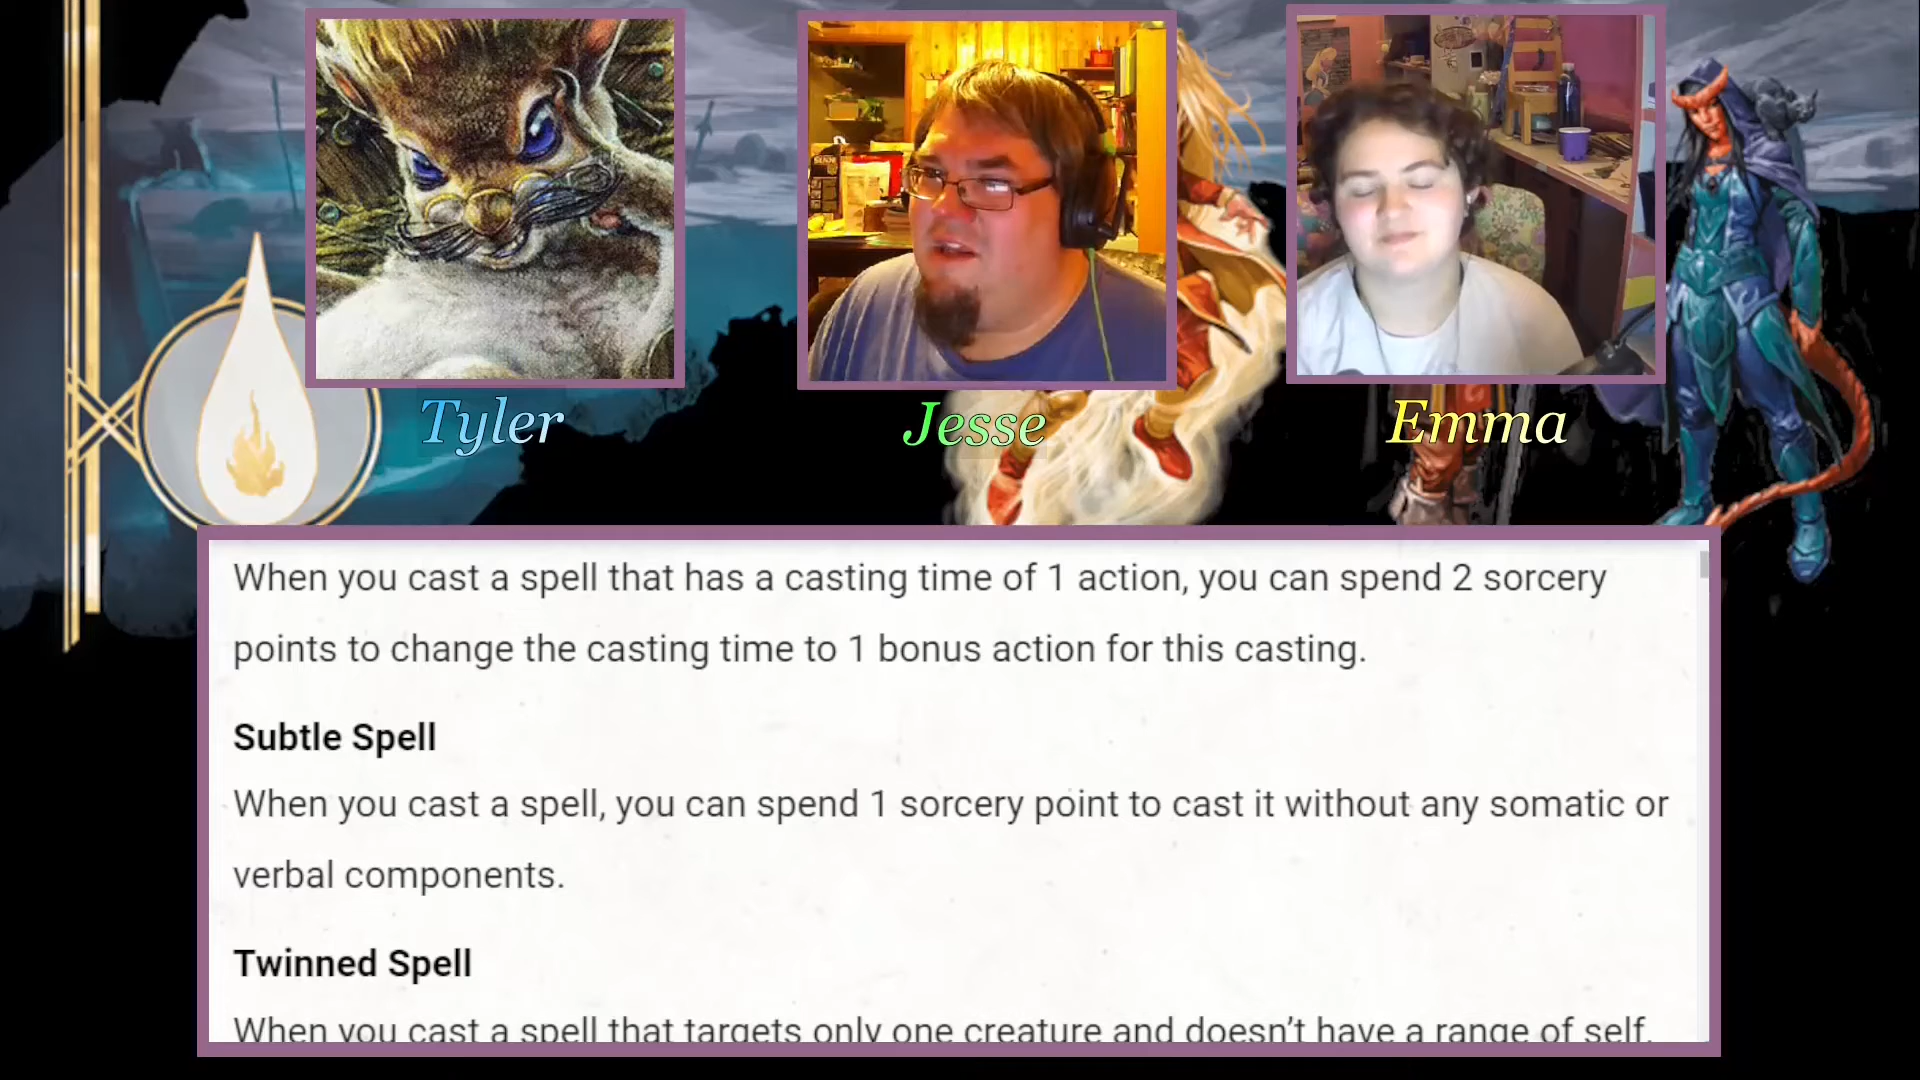 Tyler
Jesse
Emma
When you cast a spell that has a casting time of 1 action, you can spend 2 sorcery
points to change the casting time to 1 bonus action for this casting.
Subtle Spell
When you cast a spell, you can spend 1 sorcery point to cast it without any somatic or
verbal components.
Twinned Spell
When you cast a spell that targets only one creature and doesn't have a range of self,